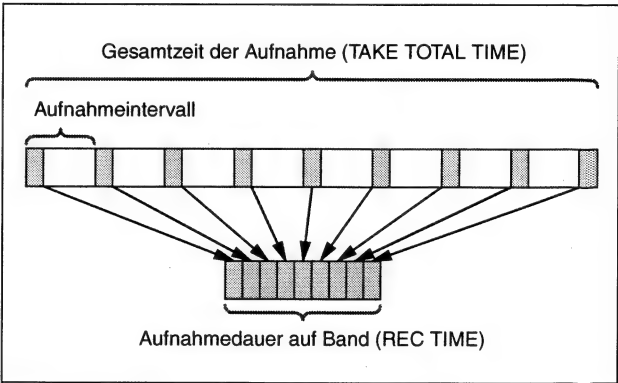 Gesamtzeit der Aufnahme (TAKE TOTAL TIME)
Aufnahmeintervall
Aufnahmedauer auf Band (REC TIME)